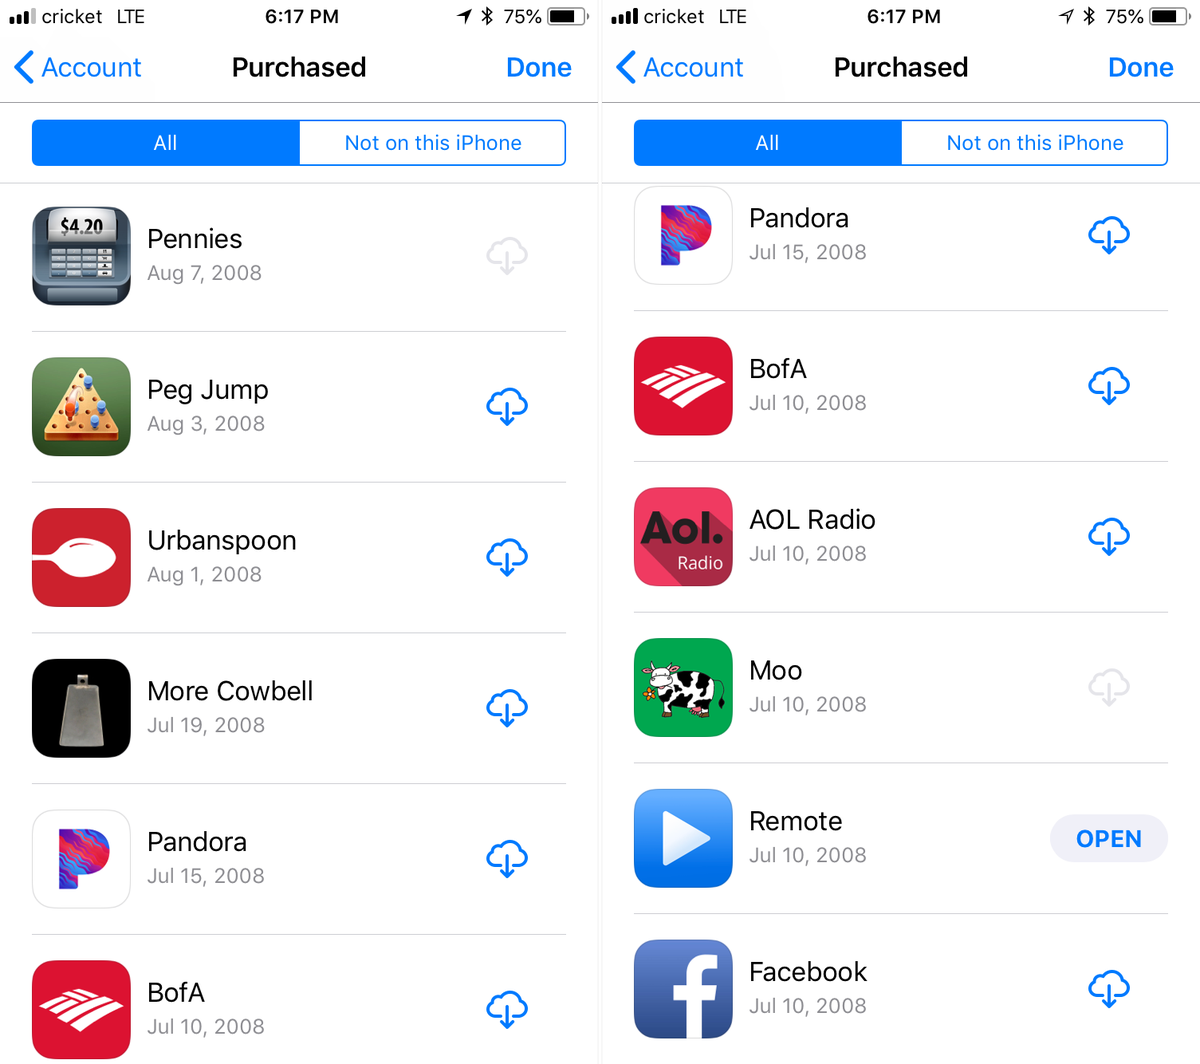 cricket LTE 6:17 PM 75%
Account Purchased Done
All Not on this iPhone
$4.20
Pennies
Aug 7, 2008
Peg Jump
Aug 3, 2008
Urbanspoon
Aug 1, 2008
More Cowbell
Jul 19, 2008
Pandora
Jul 15, 2008
BofA
Jul 10, 2008
cricket LTE 6:17 PM 75%
Account Purchased Done
All Not on this iPhone
Pandora
Jul 15, 2008
BofA
Jul 10, 2008
Aol.
Radio
AOL Radio
Jul 10, 2008
Moo
Jul 10, 2008
Remote
Jul 10, 2008
OPEN
Facebook
Jul 10, 2008